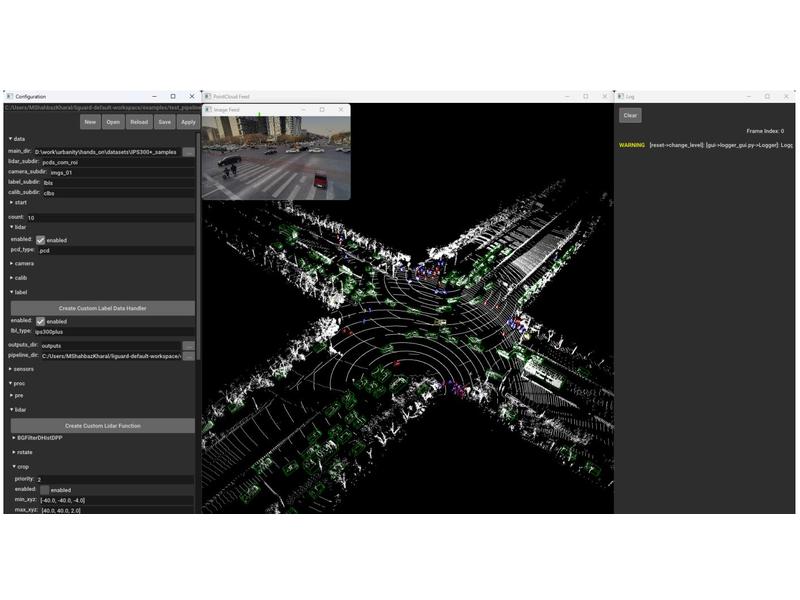 Configuration
C:/Users/MShahbazKharal/liguard-default-workspace/examples/test_pipeline
New Open Reload Save Apply
data
main_dir: D:\work\urbanity\hands_on\datasets\IPS300+_samples ...
lidar_subdir: pcds_com_roi
camera_subdir: imgs_01
label_subdir: lbls
calib_subdir: clbs
start
count: 10
lidar
enabled: enabled
pcd_type: .pcd
camera
calib
label
Create Custom Label Data Handler
enabled: enabled
lbl_type: ips300plus
outputs_dir: outputs ...
pipeline_dir: C:/Users/MShahbazKharal/liguard-default-workspace/ ...
sensors
proc
pre
lidar
Create Custom Lidar Function
BGFilterDHistDPP
rotate
crop
priority: 2
enabled: enabled
min_xyz: [-40.0, -40.0, -4.0]
max_xyz: [40.0, 40.0, 2.0]
PointCloud Feed
Image Feed
Log
Clear
Frame Index: 0
WARNING [reset->change_level]: [gui->logger_gui.py->Logger]: Logg